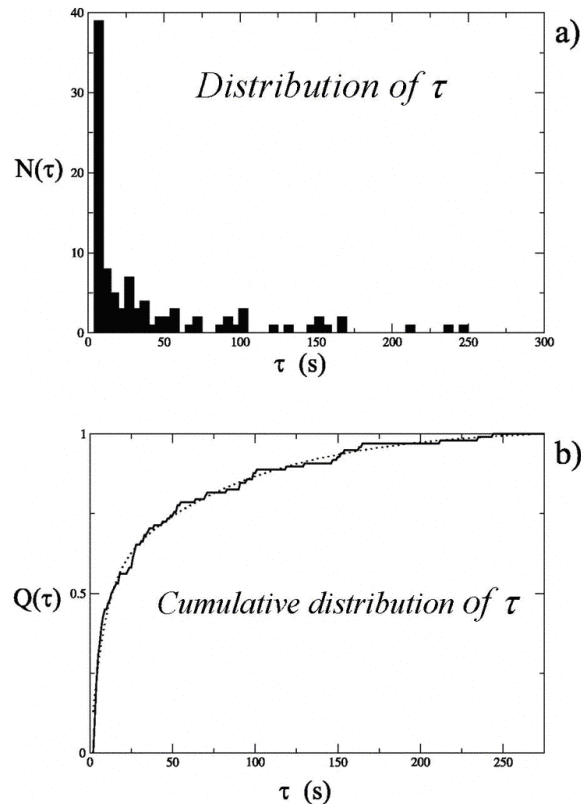 a)
Distribution of τ
40
30
20
10
0
N(τ)
0 50 100 150 200 250 300
τ (s)
b)
1
0.5
0
Q(τ)
Cumulative distribution of τ
0 50 100 150 200 250
τ (s)